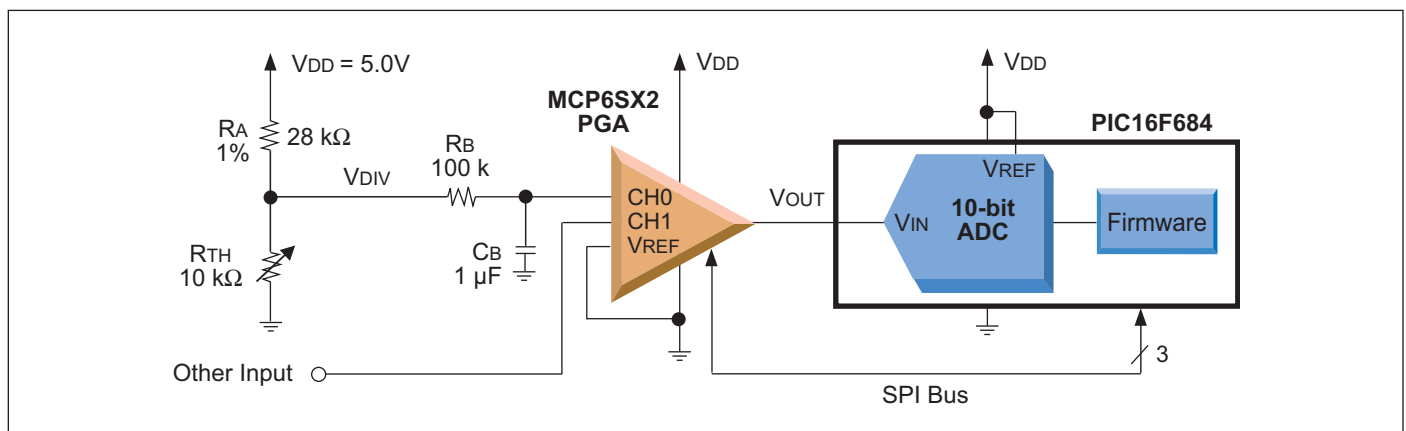 VDD = 5.0V
VDD
VDD
MCP6SX2
PGA
PIC16F684
RA
1%
28 kΩ
RB
100 k
VREF
VDIV
VOUT
CH0
CH1
VREF
VIN
10-bit
ADC
Firmware
RTH
10 kΩ
CB
1 µF
Other Input
3
SPI Bus